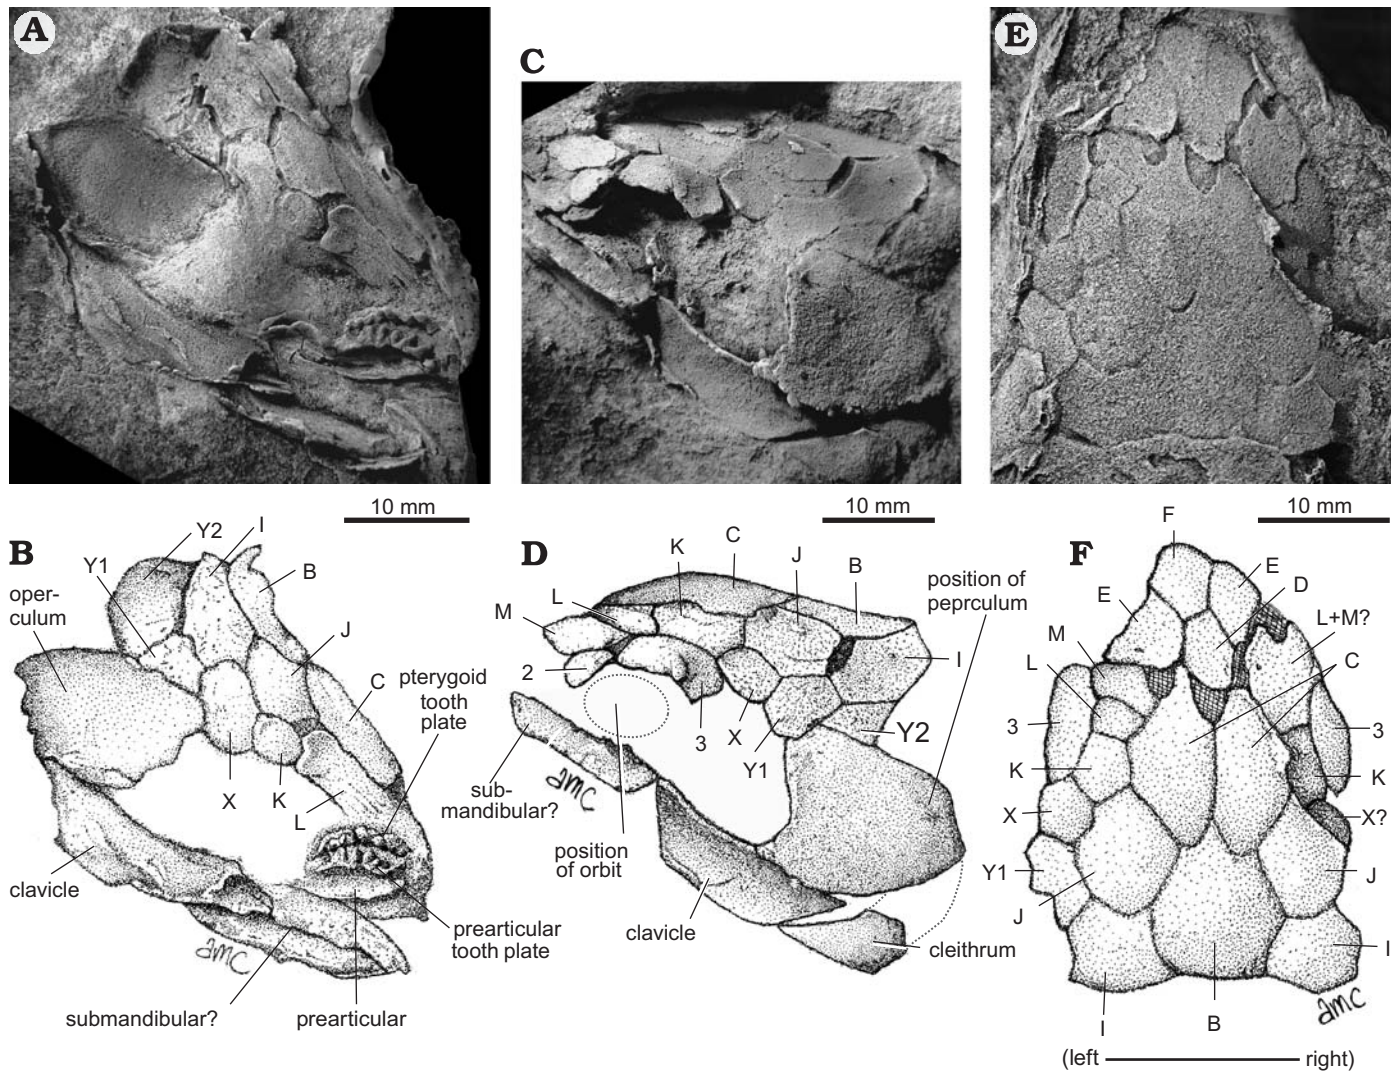 A
C
E
10 mm
10 mm
10 mm
B
Y2
I
Y1
B
oper-
culum
J
C
pterygoid
tooth
plate
X
K
L
clavicle
prearticular
tooth plate
amc
submandibular?
prearticular
D
K
C
J
B
position of
peprculum
L
M
2
I
3
X
Y1
Y2
sub-
mandibular?
amc
position
of orbit
clavicle
cleithrum
F
F
E
E
D
L+M?
M
C
L
3
3
K
K
X
X?
Y1
J
J
I
I
B
amc
(left
right)